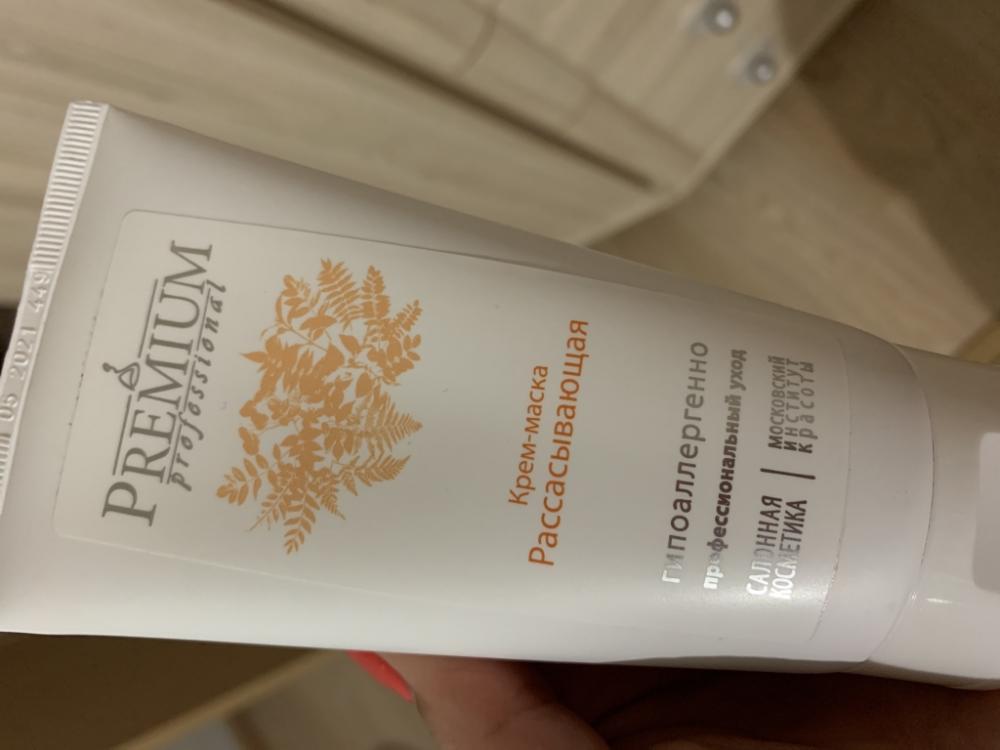 05 2021 449
PREMIUM
professional
Крем-маска
Рассасывающая
гипоаллергенно
профессиональный уход
САЛОННАЯ
КОСМЕТИКА
МОСКОВСКИЙ
ИНСТИТУТ
красоты